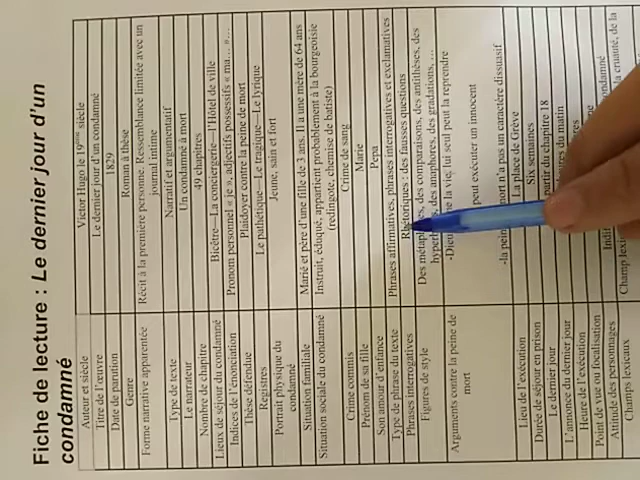 Fiche de lecture : Le dernier jour d'un
condamné
Auteur et siècle Victor Hugo le 19ème siècle
Titre de l'œuvre Le dernier jour d'un condamné
Date de parution 1829
Genre Roman à thèse
Forme narrative apparentée Récit à la première personne. Ressemblance limitée avec un
journal intime
Type de texte Narratif et argumentatif
Le narrateur Un condamné à mort
Nombre de chapitre 49 chapitres
Lieux de séjour du condamné Bicêtre—La conciergerie—l'Hôtel de ville
Indices de l'énonciation Pronom personnel « je », adjectifs possessifs « ma... »...
Thèse défendue Plaidoyer contre la peine de mort
Registres Le pathétique—Le tragique—Le lyrique
Portrait physique du
condamné Jeune, sain et fort
Situation familiale Marié et père d'une fille de 3 ans. Il a une mère de 64 ans
Situation sociale du condamné Instruit, éduqué, appartient probablement à la bourgeoisie
(redingote, chemise de batiste)
Crime commis Crime de sang
Prénom de sa fille Marie
Son amour d'enfance Pepa
Type de phrase du texte Phrases affirmatives, phrases interrogatives et exclamatives
Phrases interrogatives Rhétoriques : des fausses questions
Figures de style Des métaphores, des comparaisons, des antithèses, des
des anaphores, des gradations, ...
Arguments contre la peine de
mort -Dieu la vie, lui seul peut la reprendre
peut exécuter un innocent
-la peine mort n'a pas un caractère dissuasif
Lieu de l'exécution La place de Grève
Durée de séjour en prison Six semaines
Le dernier jour partir du chapitre 18
L'annonce du dernier jour du matin
Heure de l'exécution
Point de vue ou focalisation
Attitude des personnages condamné
Champs lexicaux Champ la cruauté, de la